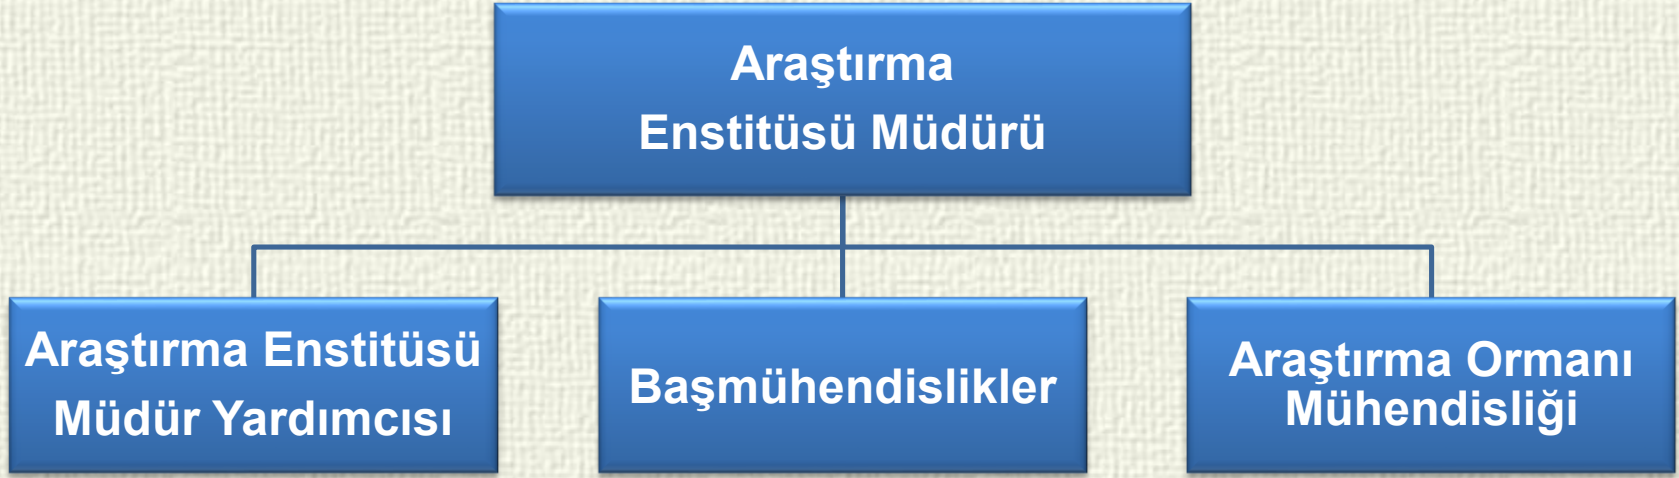 Araştırma
Enstitüsü Müdürü
Araştırma Enstitüsü
Müdür Yardımcısı
Başmühendislikler
Araştırma Ormanı
Mühendisliği